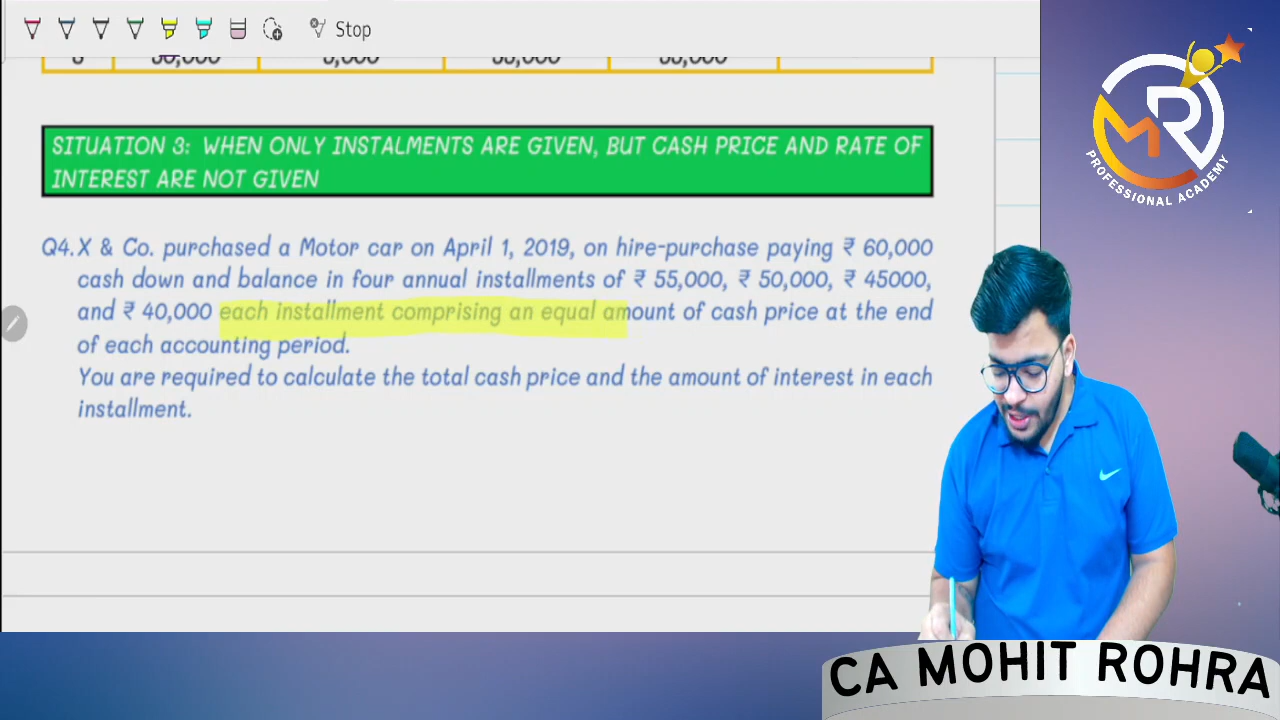 Stop
SITUATION 3: WHEN ONLY INSTALMENTS ARE GIVEN, BUT CASH PRICE AND RATE OF
INTEREST ARE NOT GIVEN
Q4. X & Co. purchased a Motor car on April 1, 2019, on hire-purchase paying ₹ 60,000
cash down and balance in four annual installments of ₹ 55,000, ₹ 50,000, ₹ 45000,
and ₹ 40,000 each installment comprising an equal amount of cash price at the end
of each accounting period.
You are required to calculate the total cash price and the amount of interest in each
installment.
MR
PROFESSIONAL ACADEMY
CA MOHIT ROHRA